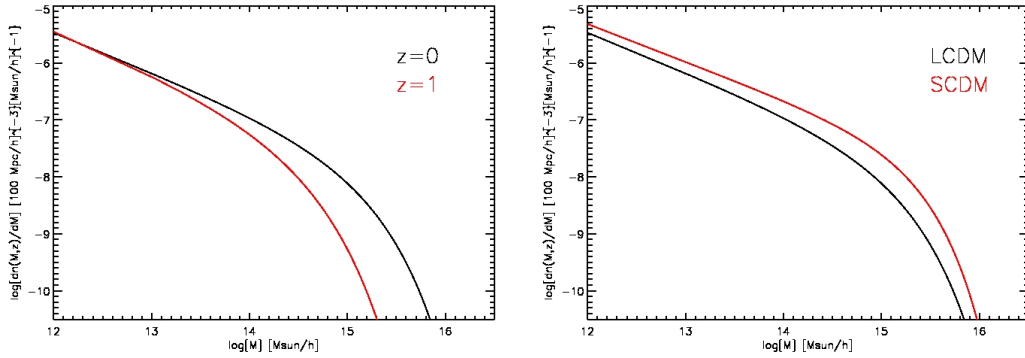 log[dn(M,z)/dM] [100 Mpc/h]^[-3][Msun/h]^[-1]
-5
-6
-7
-8
-9
-10
z=0
z=1
12
13
14
15
16
log[M] [Msun/h]
log[dn(M,z)/dM] [100 Mpc/h]^[-3][Msun/h]^[-1]
-5
-6
-7
-8
-9
-10
LCDM
SCDM
12
13
14
15
16
log[M] [Msun/h]